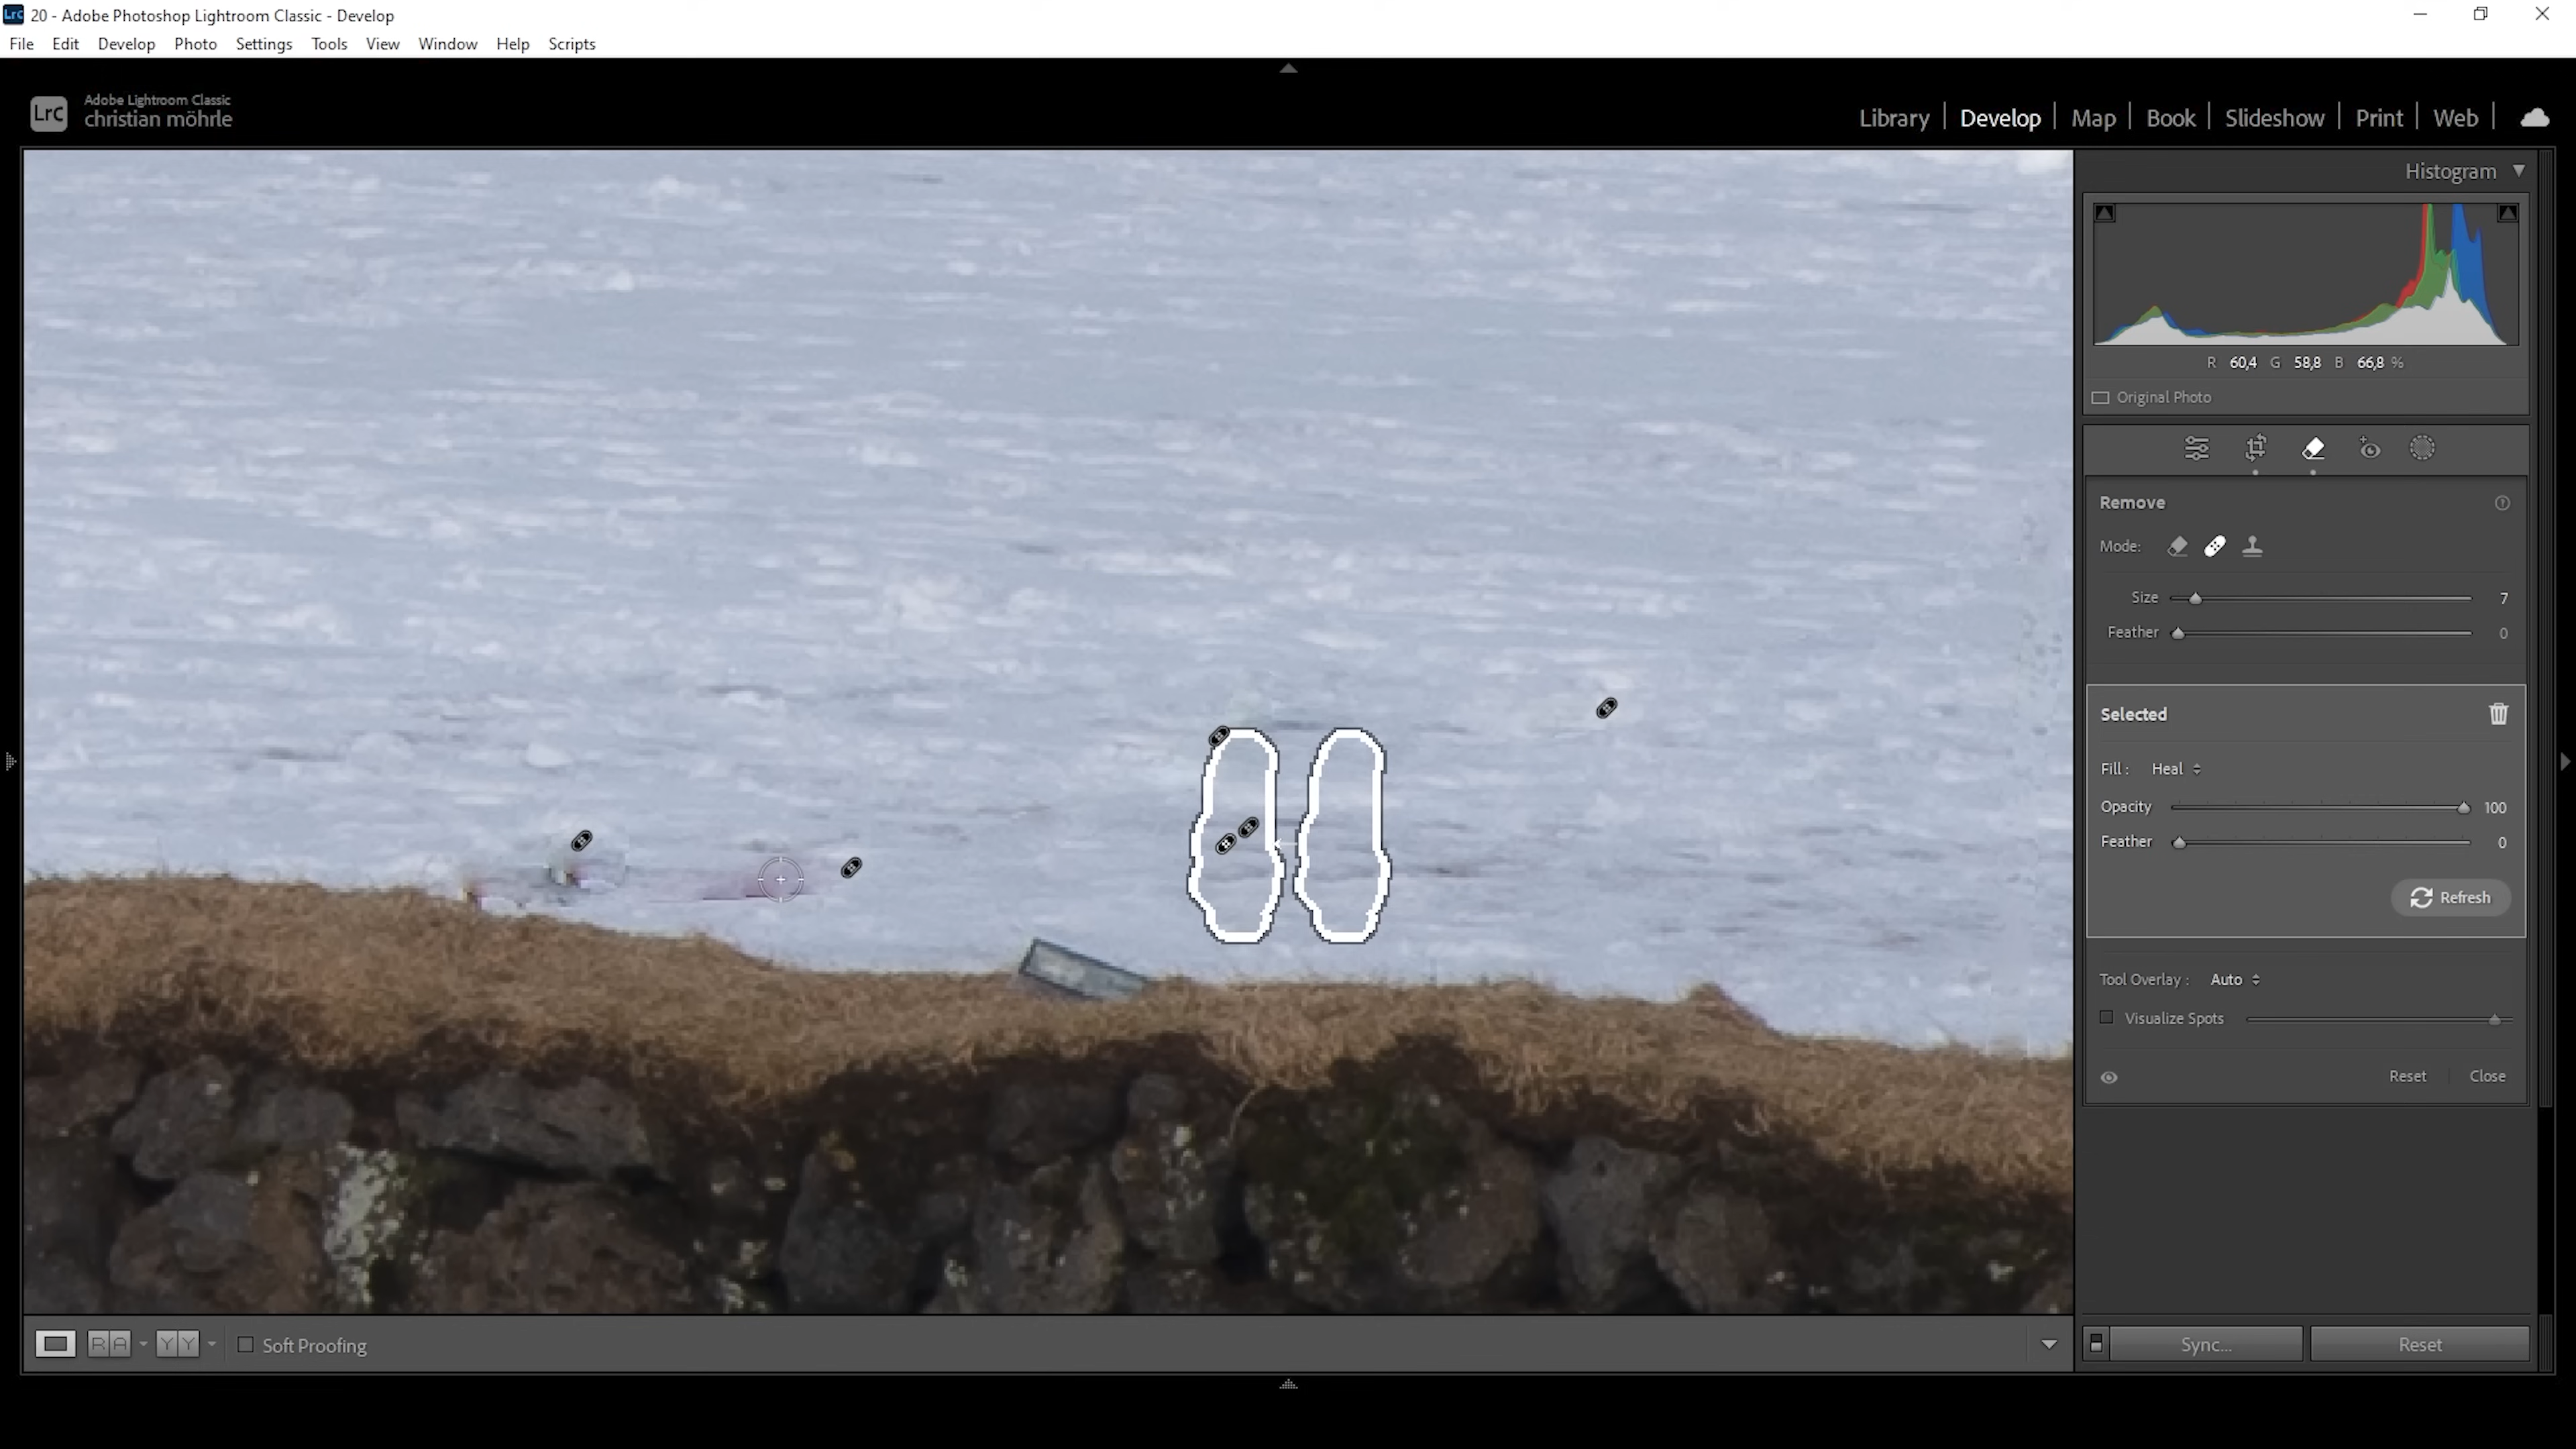 Lrc 20 - Adobe Photoshop Lightroom Classic - Develop
File Edit Develop Photo Settings Tools View Window Help Scripts
Lrc Adobe Lightroom Classic
christian möhrle
Library | Develop | Map | Book | Slideshow | Print | Web |
Histogram
R 60,4 G 58,8 B 66,8 %
Original Photo
Remove
Mode:
Size 7
Feather 0
Selected
Fill : Heal
Opacity 100
Feather 0
Refresh
Tool Overlay : Auto
Visualize Spots
Reset Close
R A Y Y Soft Proofing
Sync... Reset